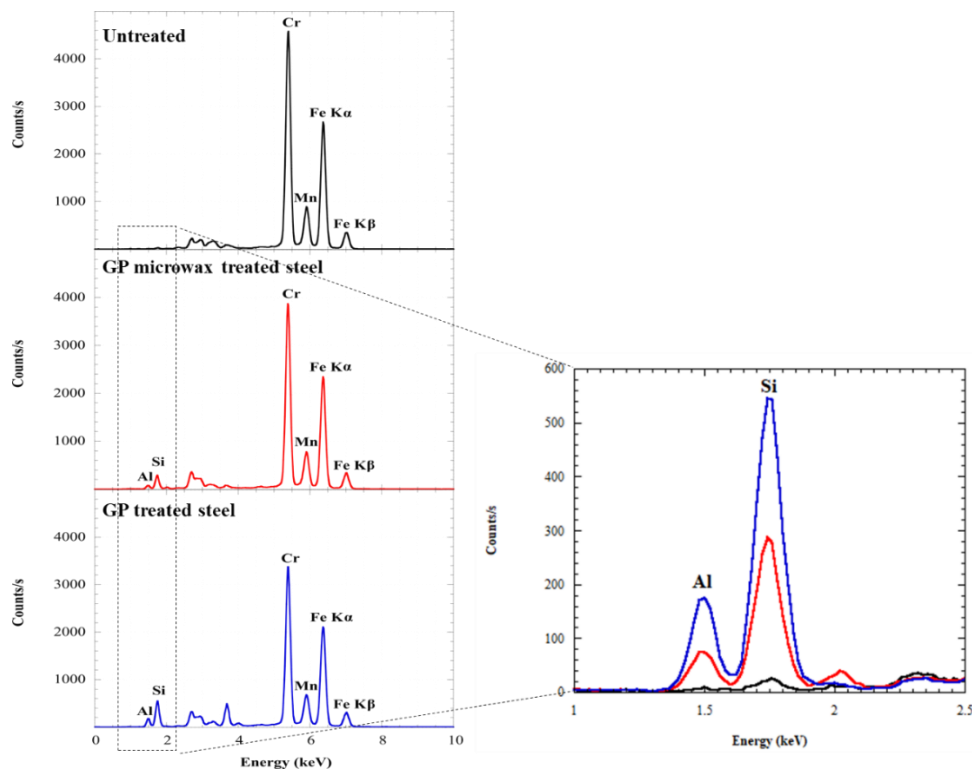 Untreated
Cr
Fe Kα
Mn
Fe Kβ
4000
3000
2000
1000
Counts/s
GP microwax treated steel
Cr
Fe Kα
Mn
Fe Kβ
Al
Si
4000
3000
2000
1000
Counts/s
GP treated steel
Cr
Fe Kα
Mn
Fe Kβ
Al
Si
4000
3000
2000
1000
Counts/s
0 2 4 6 8 10
Energy (keV)
600
500
400
300
200
100
0
Counts/s
Al
Si
1 1.5 2 2.5
Energy (keV)